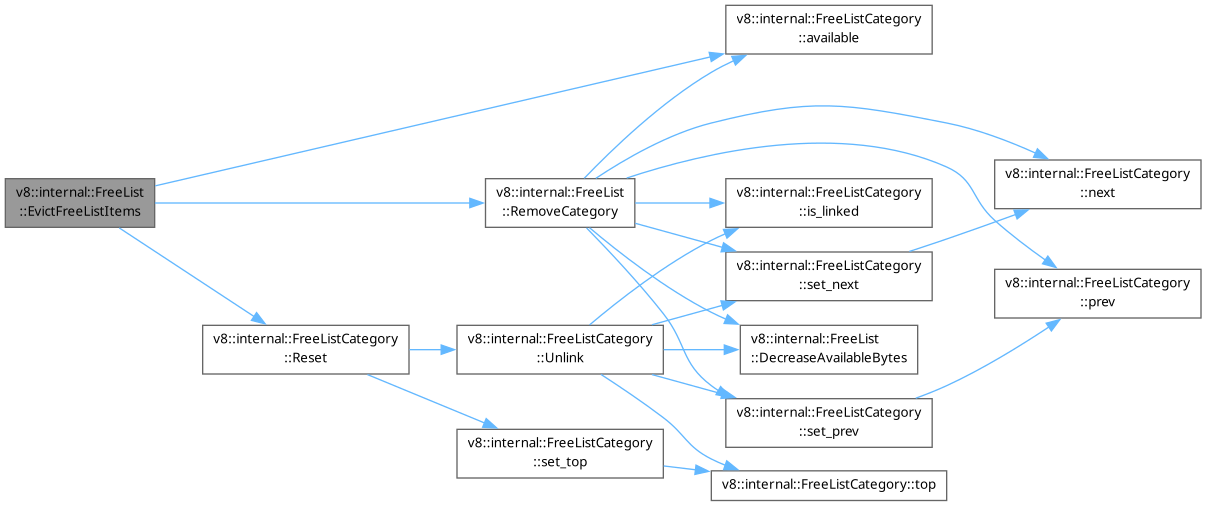 v8::internal::FreeListCategory
::available
v8::internal::FreeListCategory
::next
v8::internal::FreeList
::EvictFreeListItems
v8::internal::FreeList
::RemoveCategory
v8::internal::FreeListCategory
::is_linked
v8::internal::FreeListCategory
::set_next
v8::internal::FreeListCategory
::prev
v8::internal::FreeListCategory
::Reset
v8::internal::FreeListCategory
::Unlink
v8::internal::FreeList
::DecreaseAvailableBytes
v8::internal::FreeListCategory
::set_prev
v8::internal::FreeListCategory
::set_top
v8::internal::FreeListCategory::top